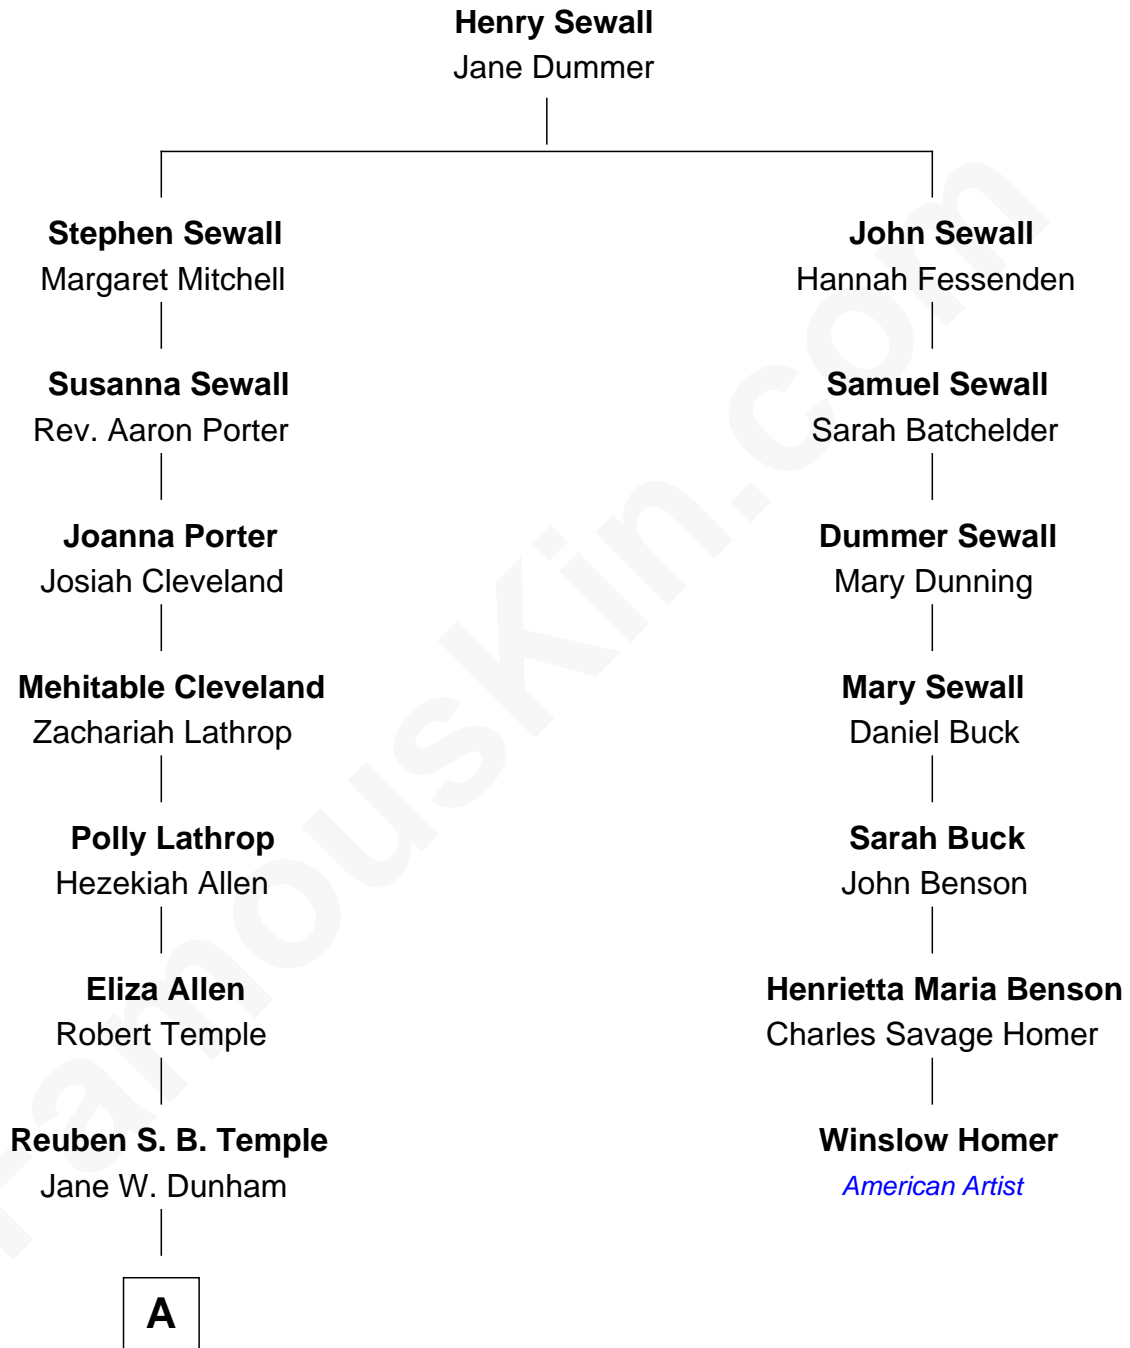 Henry Sewall
Jane Dummer
Stephen Sewall
Margaret Mitchell
John Sewall
Hannah Fessenden
Susanna Sewall
Rev. Aaron Porter
Samuel Sewall
Sarah Batchelder
Joanna Porter
Josiah Cleveland
Dummer Sewall
Mary Dunning
Mehitable Cleveland
Zachariah Lathrop
Mary Sewall
Daniel Buck
Polly Lathrop
Hezekiah Allen
Sarah Buck
John Benson
Eliza Allen
Robert Temple
Henrietta Maria Benson
Charles Savage Homer
Reuben S. B. Temple
Jane W. Dunham
Winslow Homer
American Artist
A
FamousKin.com